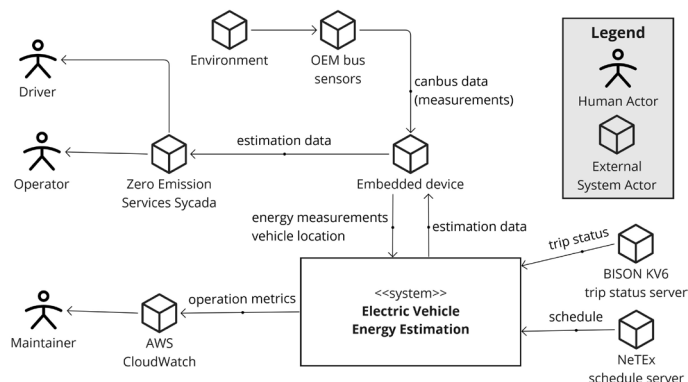 Environment
OEM bus
sensors
Legend
Human Actor
External
System Actor
Driver
canbus data
(measurements)
Operator
estimation data
Zero Emission
Services Sycada
Embedded device
energy measurements
vehicle location
estimation data
trip status
BISON KV6
trip status server
<<system>>
Electric Vehicle
Energy Estimation
operation metrics
schedule
Maintainer
AWS
CloudWatch
NeTEx
schedule server